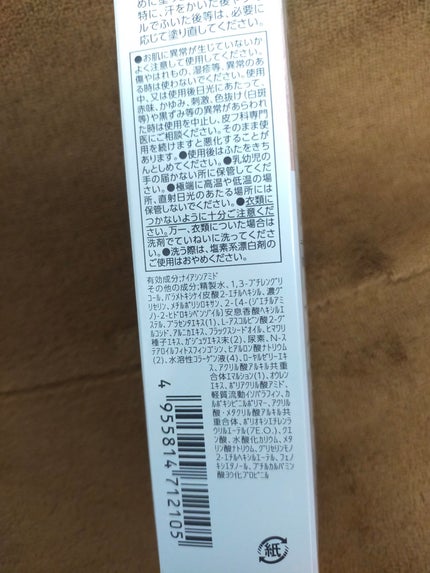 めに塗
特に、汗をかいた後や
ルでふいた後等は、必要に
応じて塗り直してください。
●お肌に異常が生じていないか
よく注意して使用してください。
傷やはれもの、湿疹等、異常のあ
る時は使わないでください。使用
中、又は使用後日光にあたって、
赤味、かゆみ、刺激、色抜け(白斑
等)や黒ずみ等の異常があらわれ
た時は使用を中止し、皮フ科専門
医にご相談ください。そのまま使
用を続けますと悪化することが
あります。●使用後はふたをきち
んとしめてください。●乳幼児の
手の届かない所に保管してくだ
さい。●極端に高温や低温の場
所、直射日光のあたる場所には
保管しないでください。●衣類に
つかないように十分ご注意くださ
い。万一、衣類についた場合は
洗剤でていねいに洗ってくださ
い。●洗う際は、塩素系漂白剤の
ご使用はおやめください。
有効成分:ナイアシンアミド
その他の成分:精製水、1,3-ブチレングリ
コール、パラメトキシケイ皮酸2-エチルヘキシル、濃グ
リセリン、メチルポリシロキサン、2-[4-(ジエチルアミ
ノ)-2-ヒドロキシベンゾイル]安息香酸ヘキシルエ
ステル、プラセンタエキス(1)、L-アスコルビン酸2-グ
ルコシド、アルニカエキス、フラックスシードオイル、ヒマワリ
種子エキス、ガジュツエキス末(2)、尿素、N-ス
テアロイルフィトスフィンゴシン、ヒアルロン酸ナトリウム
(2)、水溶性コラーゲン液(4)、ローヤルゼリーエ
キス、アクリル酸アルキル共重
合体エマルション(1)、オウレン
エキス、ポリアクリル酸アミド、
軽質流動イソパラフィン、カ
ルボキシビニルポリマー、アクリル
酸・メタクリル酸アルキル共
重合体、ポリオキシエチレンラ
ウリルエーテル(7E.O.)、クエ
ン酸、水酸化カリウム、メタ
リン酸ナトリウム、グリセリンモノ
2-エチルヘキシルエーテル、フェノ
キシエタノール、ブチルカルバミン
酸ヨウ化プロピニル
4 955814 712105
紙